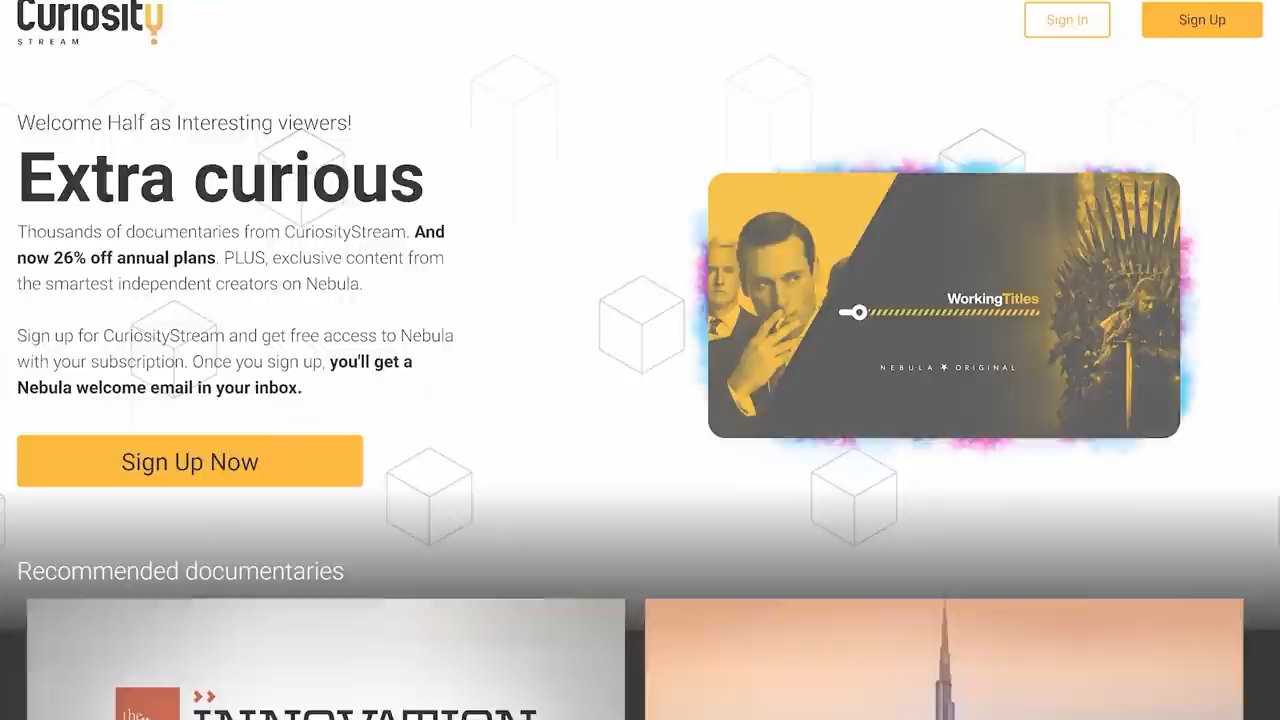 Curiosity
STREAM
Sign In
Sign Up
Welcome Half as Interesting viewers!
Extra curious
Thousands of documentaries from CuriosityStream. And
now 26% off annual plans. PLUS, exclusive content from
the smartest independent creators on Nebula.
Sign up for CuriosityStream and get free access to Nebula
with your subscription. Once you sign up, you'll get a
Nebula welcome email in your inbox.
Sign Up Now
WorkingTitles
NEBULA ORIGINAL
Recommended documentaries
the
INNOVATION